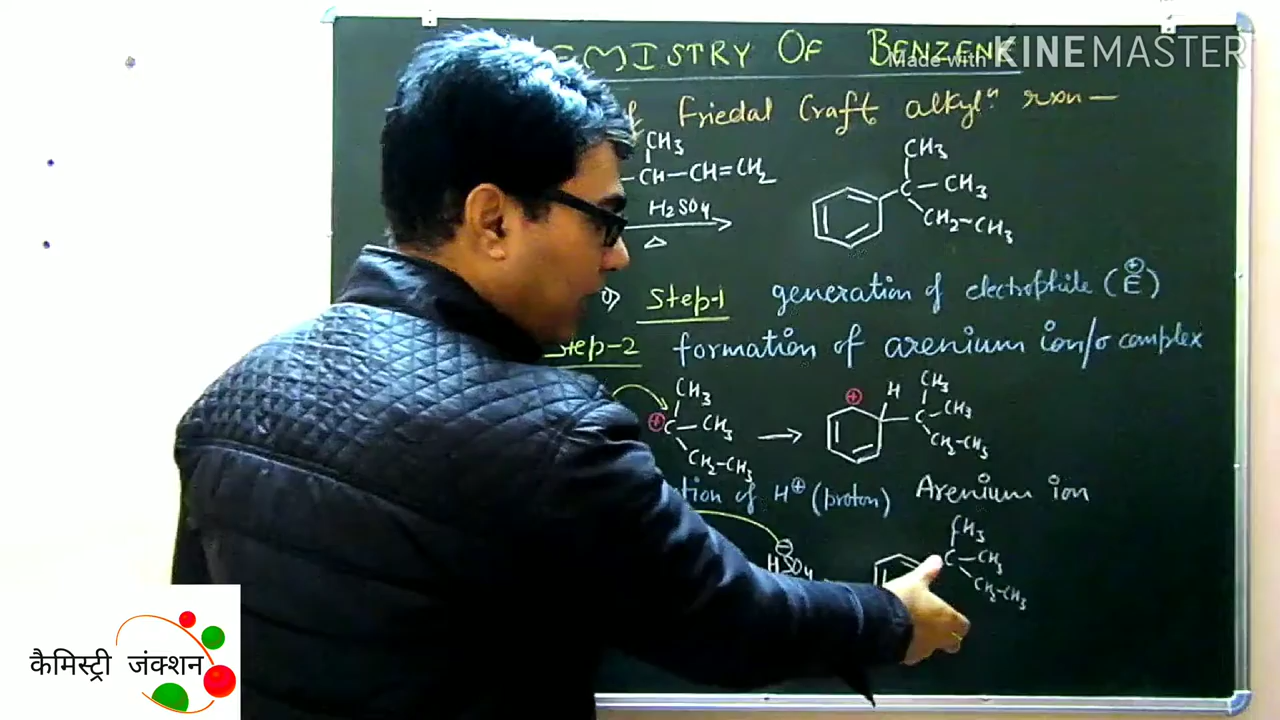 EMISTRY OF BENZENE
Made with KINEMASTER
Friedal Craft alkylⁿ. rxn —
CH3
— CH — CH = CH2
H2SO4
△
CH3
C — CH3
CH2 — CH3
Step-1 generation of electrophile (E⊕)
Step-2 formation of arenium ion/σ complex
CH3
⊕C — CH3
CH2 — CH3
→
⊕
H
CH3
C — CH3
CH2 — CH3
of H⊕ (proton)
Arenium ion
⊖
HSO4
CH3
C — CH3
CH2 — CH3
कैमिस्ट्री जंक्शन